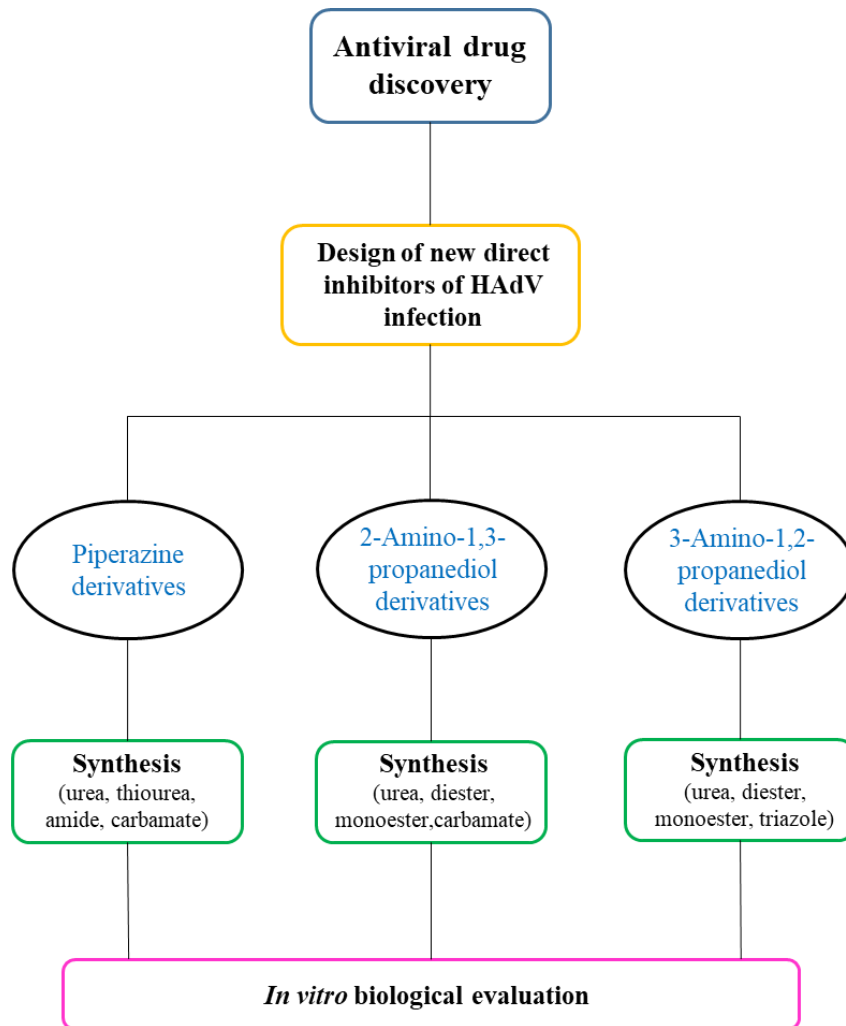 Antiviral drug
discovery
Design of new direct
inhibitors of HAdV
infection
Piperazine
derivatives
2-Amino-1,3-
propanediol
derivatives
3-Amino-1,2-
propanediol
derivatives
Synthesis
(urea, thiourea,
amide, carbamate)
Synthesis
(urea, diester,
monoester,carbamate)
Synthesis
(urea, diester,
monoester, triazole)
In vitro biological evaluation